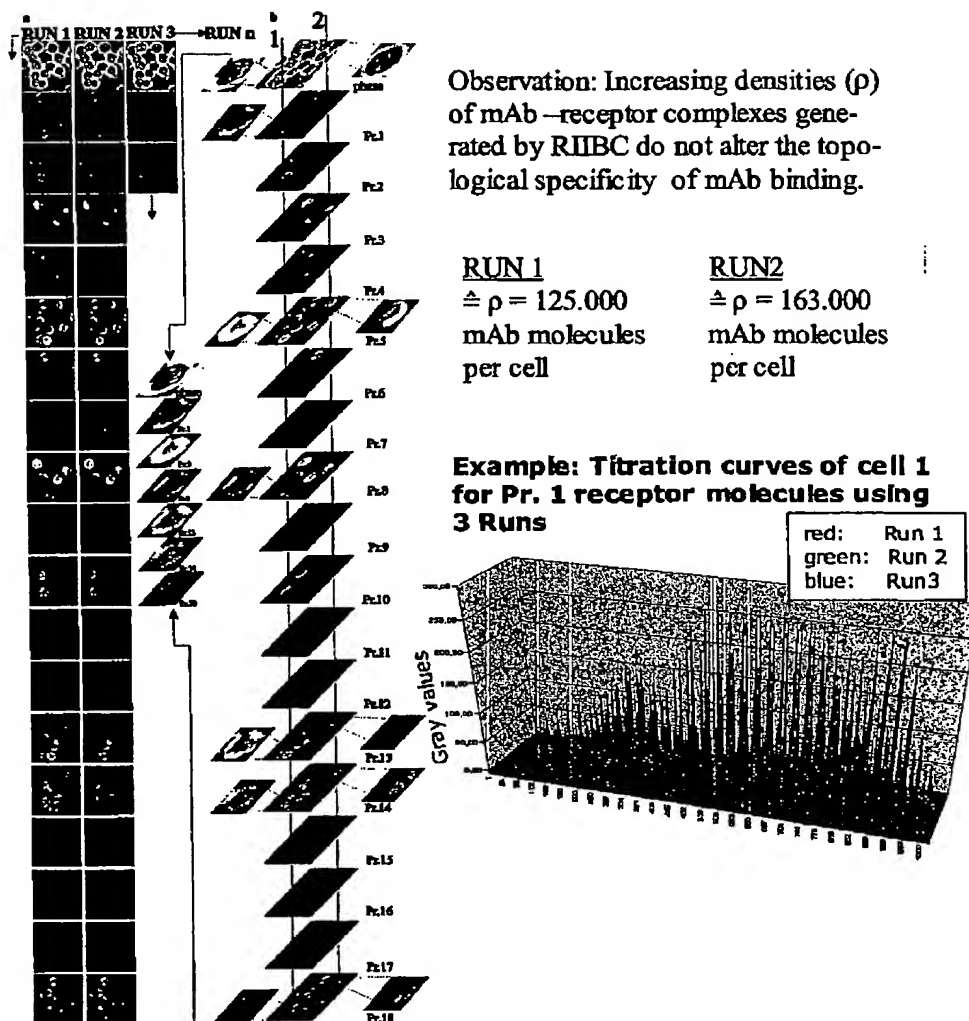 a
RUN 1 RUN 2 RUN 3 RUN n
b
1
2
phase
Pr.1
Pr.2
Pr.3
Pr.4
Pr.5
Pr.6
Pr.7
Pr.8
Pr.9
Pr.10
Pr.11
Pr.12
Pr.13
Pr.14
Pr.15
Pr.16
Pr.17
Pr.18
Observation: Increasing densities (ρ)
of mAb –receptor complexes gene-
rated by RIIBC do not alter the topo-
logical specificity of mAb binding.
RUN 1
≙ ρ = 125.000
mAb molecules
per cell
RUN2
≙ ρ = 163.000
mAb molecules
per cell
Example: Titration curves of cell 1
for Pr. 1 receptor molecules using
3 Runs
red: Run 1
green: Run 2
blue: Run3
Gray values